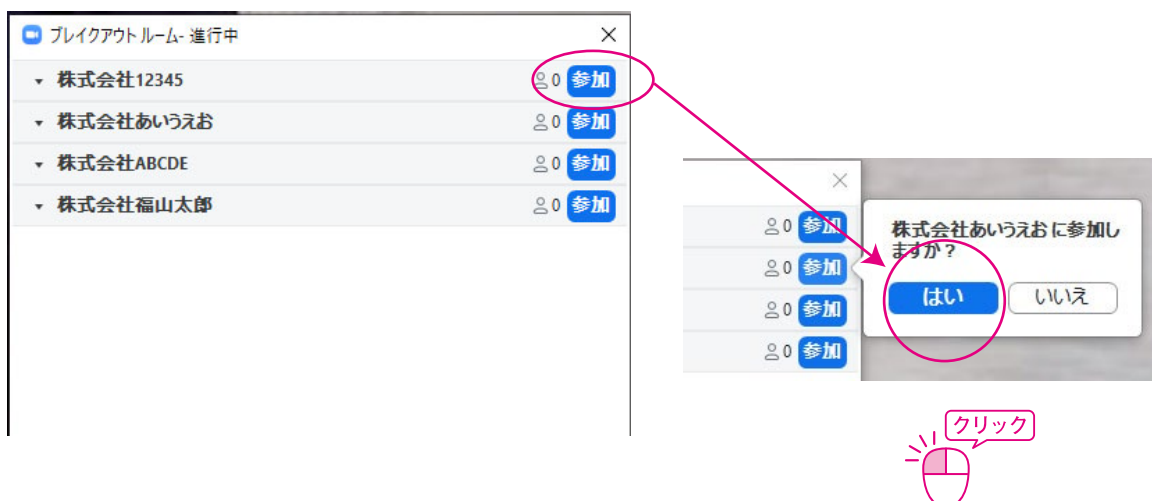 ブレイクアウト ルーム- 進行中
株式会社12345 0 参加
株式会社あいうえお 0 参加
株式会社ABCDE 0 参加
株式会社福山太郎 0 参加
0 参加
0 参加
0 参加
0 参加
株式会社あいうえお に参加し
ますか？
はい いいえ
クリック